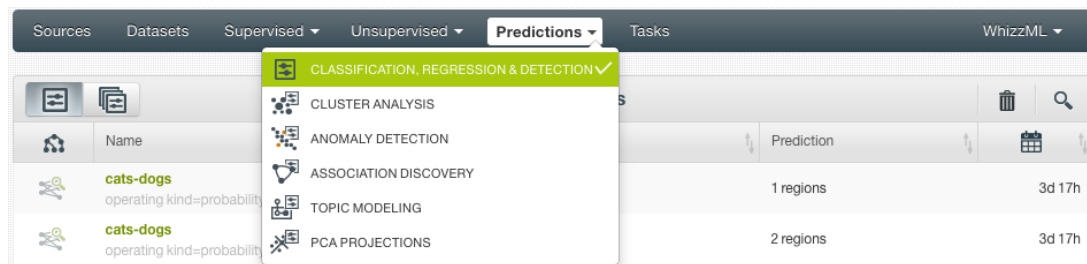 Sources Datasets Supervised Unsupervised Predictions Tasks WhizzML
CLASSIFICATION, REGRESSION & DETECTION
CLUSTER ANALYSIS
ANOMALY DETECTION
ASSOCIATION DISCOVERY
TOPIC MODELING
PCA PROJECTIONS
Name Prediction
cats-dogs 1 regions 3d 17h
operating kind=probability
cats-dogs 2 regions 3d 17h
operating kind=probability